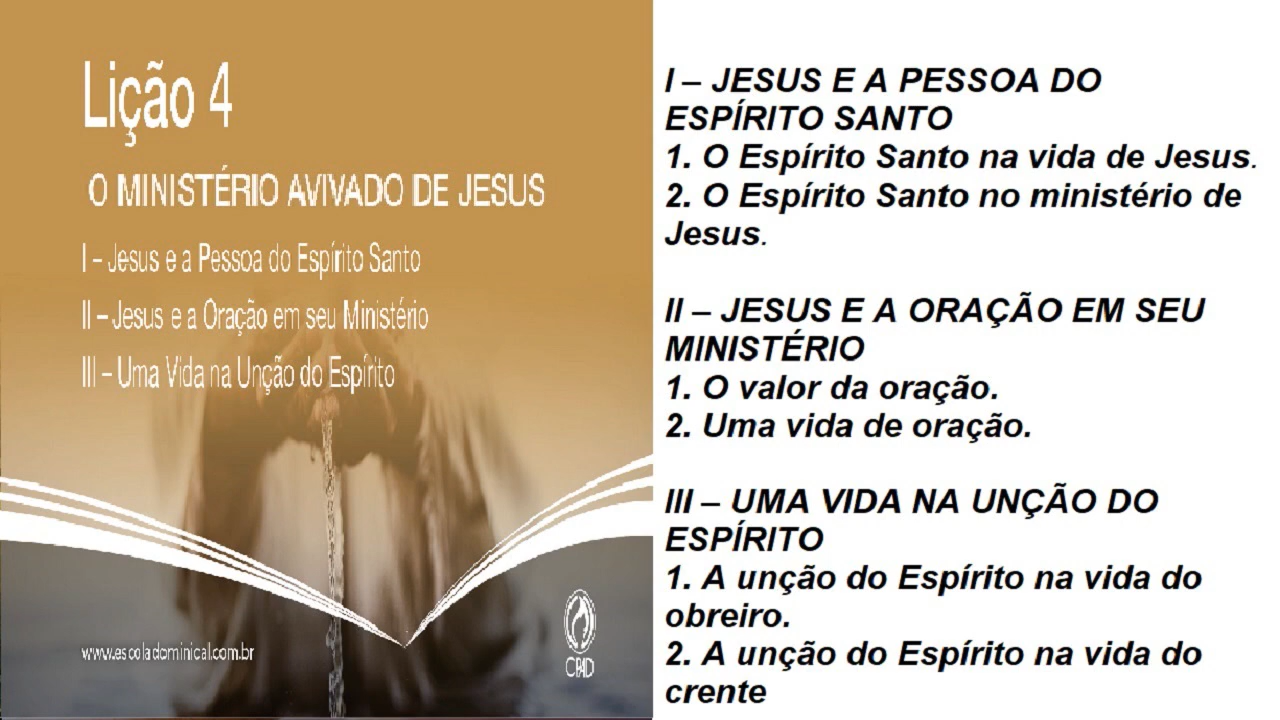 Lição 4
O MINISTÉRIO AVIVADO DE JESUS
I – Jesus e a Pessoa do Espírito Santo
II – Jesus e a Oração em seu Ministério
III – Uma Vida na Unção do Espírito
www.escoladominical.com.br
CPAD
I – JESUS E A PESSOA DO
ESPÍRITO SANTO
1. O Espírito Santo na vida de Jesus.
2. O Espírito Santo no ministério de
Jesus.
II – JESUS E A ORAÇÃO EM SEU
MINISTÉRIO
1. O valor da oração.
2. Uma vida de oração.
III – UMA VIDA NA UNÇÃO DO
ESPÍRITO
1. A unção do Espírito na vida do
obreiro.
2. A unção do Espírito na vida do
crente